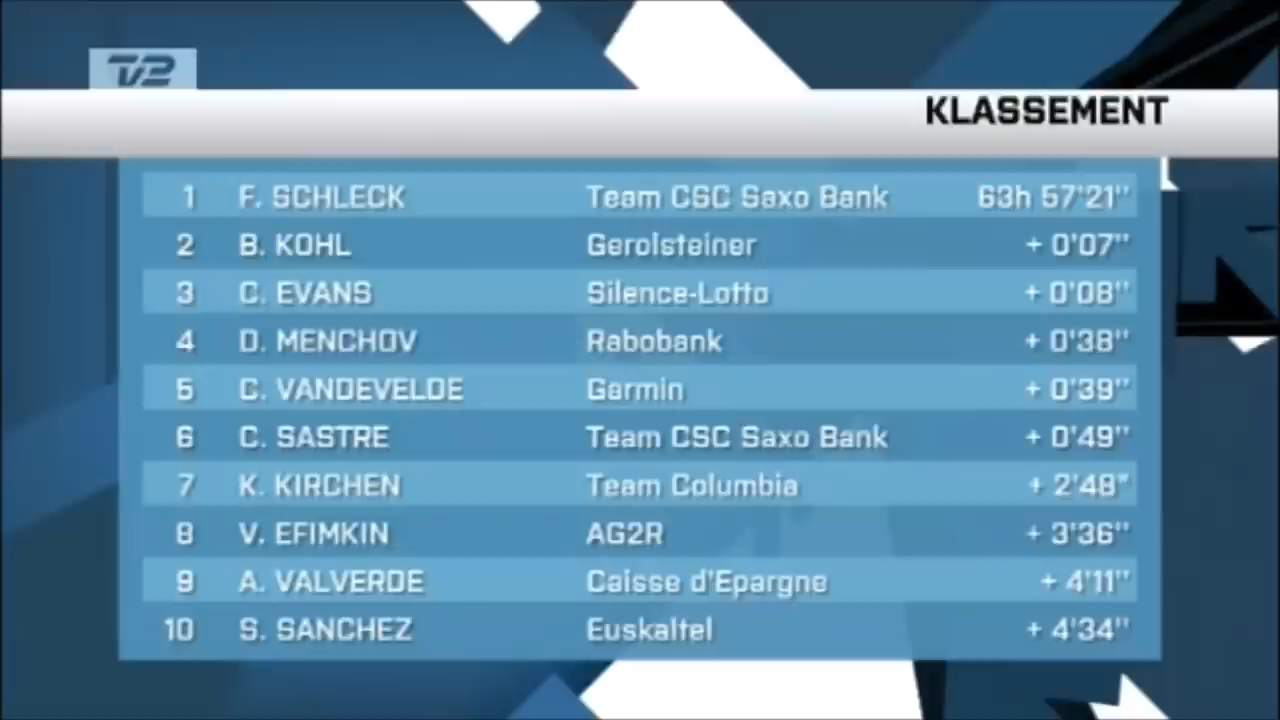 TV2
KLASSEMENT
1 F. SCHLECK Team CSC Saxo Bank 63h 57'21''
2 B. KOHL Gerolsteiner + 0'07''
3 C. EVANS Silence-Lotto + 0'08''
4 D. MENCHOV Rabobank + 0'38''
5 C. VANDEVELDE Garmin + 0'39''
6 C. SASTRE Team CSC Saxo Bank + 0'49''
7 K. KIRCHEN Team Columbia + 2'48"
8 V. EFIMKIN AG2R + 3'36''
9 A. VALVERDE Caisse d'Epargne + 4'11''
10 S. SANCHEZ Euskaltel + 4'34''